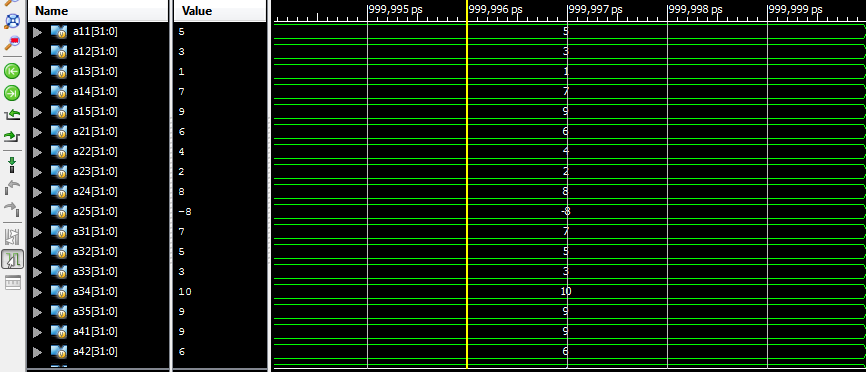 Name Value 999,995 ps 999,996 ps 999,997 ps 999,998 ps 999,999 ps
a11[31:0] 5 5
a12[31:0] 3 3
a13[31:0] 1 1
a14[31:0] 7 7
a15[31:0] 9 9
a21[31:0] 6 6
a22[31:0] 4 4
a23[31:0] 2 2
a24[31:0] 8 8
a25[31:0] -8 -8
a31[31:0] 7 7
a32[31:0] 5 5
a33[31:0] 3 3
a34[31:0] 10 10
a35[31:0] 9 9
a41[31:0] 9 9
a42[31:0] 6 6